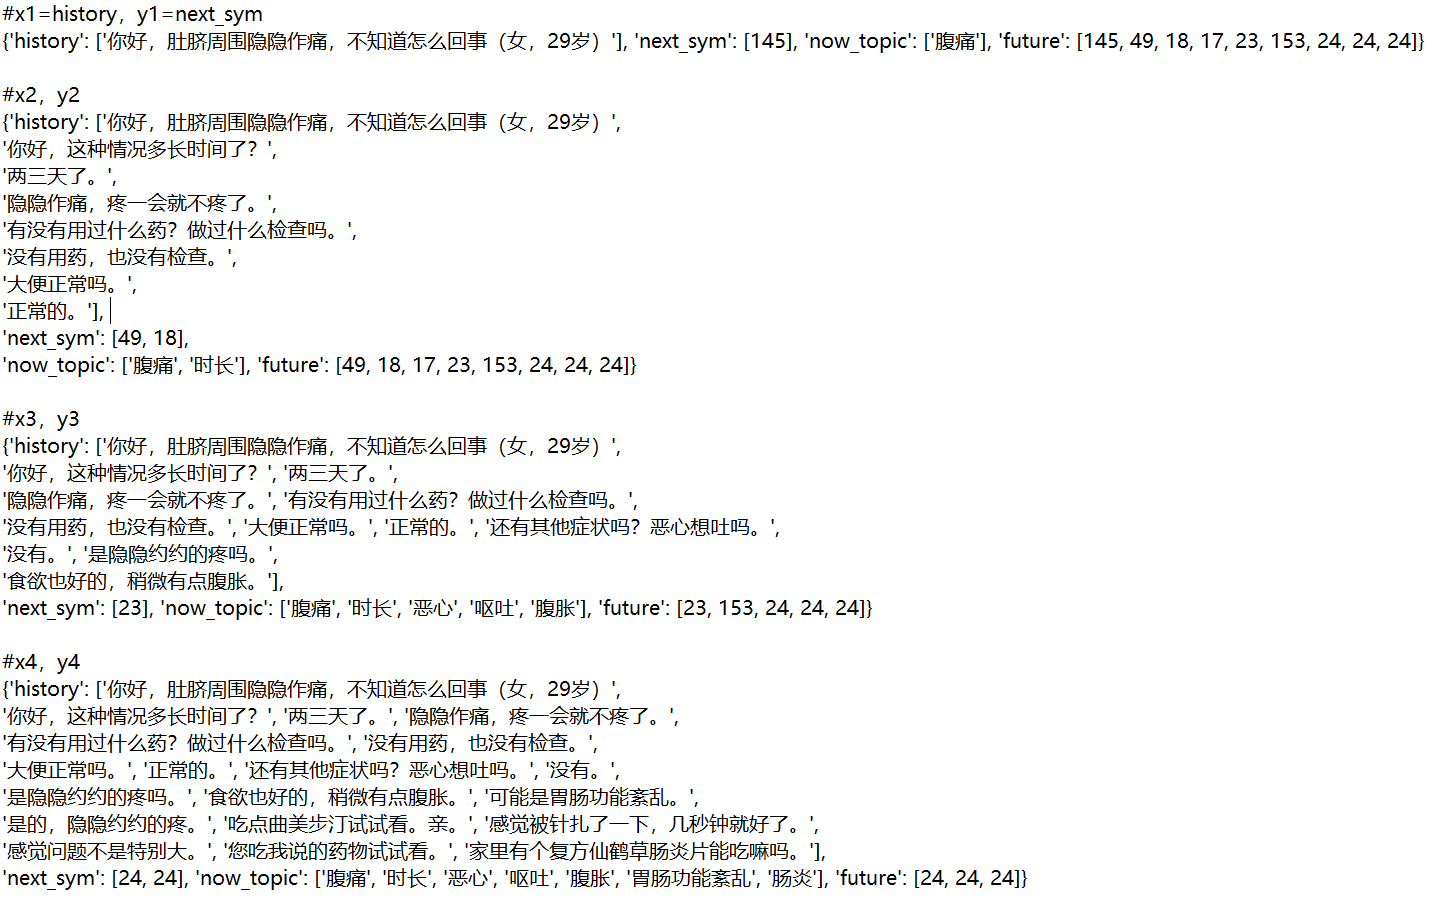 #x1=history，y1=next_sym
{'history': ['你好，肚脐周围隐隐作痛，不知道怎么回事（女，29岁）'], 'next_sym': [145], 'now_topic': ['腹痛'], 'future': [145, 49, 18, 17, 23, 153, 24, 24, 24]}
#x2，y2
{'history': ['你好，肚脐周围隐隐作痛，不知道怎么回事（女，29岁）',
'你好，这种情况多长时间了？',
'两三天了。',
'隐隐作痛，疼一会就不疼了。',
'有没有用过什么药？做过什么检查吗。',
'没有用药，也没有检查。',
'大便正常吗。',
'正常的。'],
'next_sym': [49, 18],
'now_topic': ['腹痛', '时长'], 'future': [49, 18, 17, 23, 153, 24, 24, 24]}
#x3，y3
{'history': ['你好，肚脐周围隐隐作痛，不知道怎么回事（女，29岁）',
'你好，这种情况多长时间了？', '两三天了。',
'隐隐作痛，疼一会就不疼了。', '有没有用过什么药？做过什么检查吗。',
'没有用药，也没有检查。', '大便正常吗。', '正常的。', '还有其他症状吗？恶心想吐吗。',
'没有。', '是隐隐约约的疼吗。',
'食欲也好的，稍微有点腹胀。'],
'next_sym': [23], 'now_topic': ['腹痛', '时长', '恶心', '呕吐', '腹胀'], 'future': [23, 153, 24, 24, 24]}
#x4，y4
{'history': ['你好，肚脐周围隐隐作痛，不知道怎么回事（女，29岁）',
'你好，这种情况多长时间了？', '两三天了。', '隐隐作痛，疼一会就不疼了。',
'有没有用过什么药？做过什么检查吗。', '没有用药，也没有检查。',
'大便正常吗。', '正常的。', '还有其他症状吗？恶心想吐吗。', '没有。',
'是隐隐约约的疼吗。', '食欲也好的，稍微有点腹胀。', '可能是胃肠功能紊乱。',
'是的，隐隐约约的疼。', '吃点曲美步汀试试看。亲。', '感觉被针扎了一下，几秒钟就好了。',
'感觉问题不是特别大。', '您吃我说的药物试试看。', '家里有个复方仙鹤草肠炎片能吃嘛吗。'],
'next_sym': [24, 24], 'now_topic': ['腹痛', '时长', '恶心', '呕吐', '腹胀', '胃肠功能紊乱', '肠炎'], 'future': [24, 24, 24]}